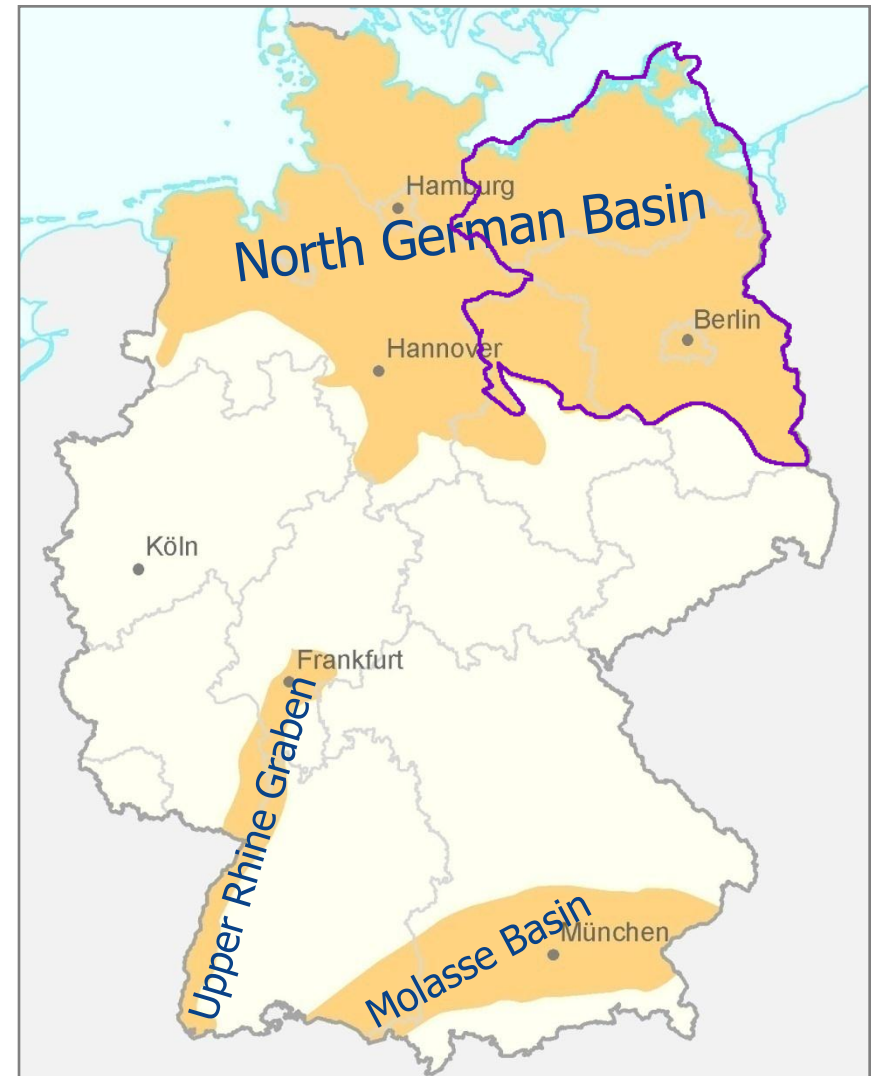 Hamburg
North German Basin
Berlin
Hannover
Köln
Frankfurt
Upper Rhine Graben
Molasse Basin
München